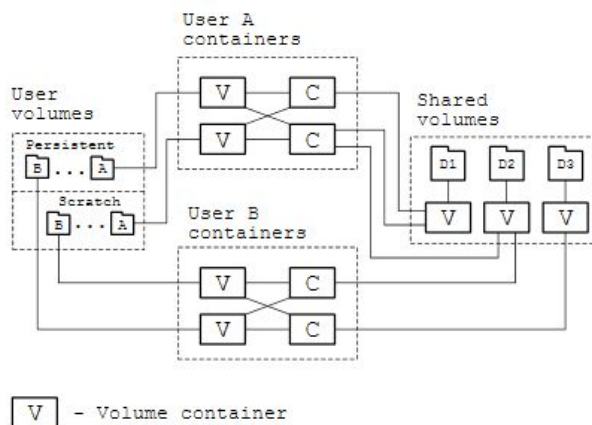 User A
containers
V C
V C
User
volumes
Persistent
B ... A
Scratch
B ... A
Shared
volumes
D1 D2 D3
V V V
User B
containers
V C
V C
V - Volume container